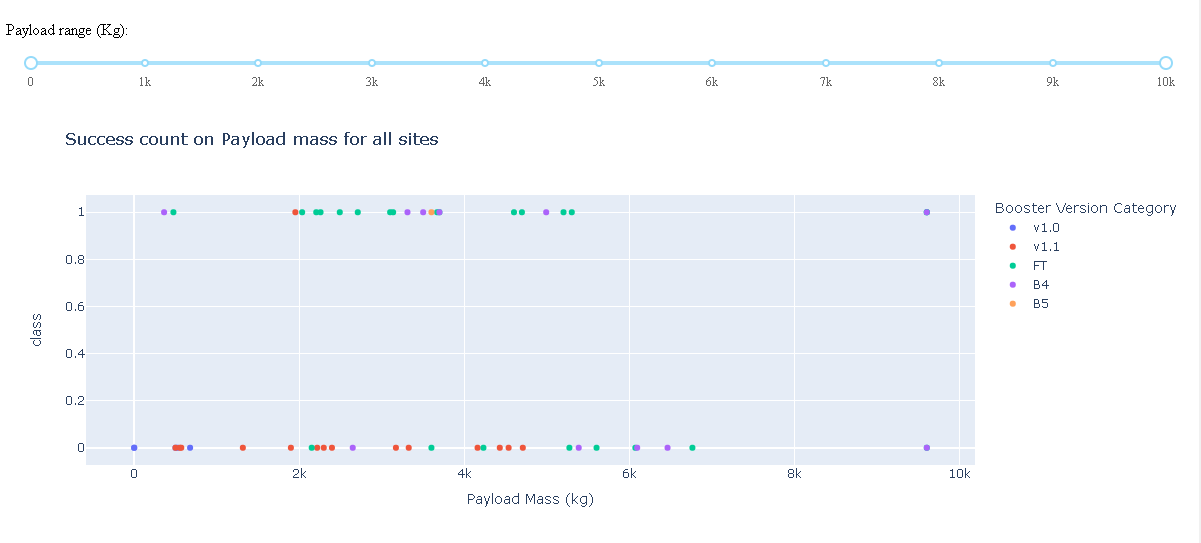 Payload range (Kg):
0 1k 2k 3k 4k 5k 6k 7k 8k 9k 10k
Success count on Payload mass for all sites
Booster Version Category
v1.0
v1.1
FT
B4
B5
class
1
0.8
0.6
0.4
0.2
0
0 2k 4k 6k 8k 10k
Payload Mass (kg)